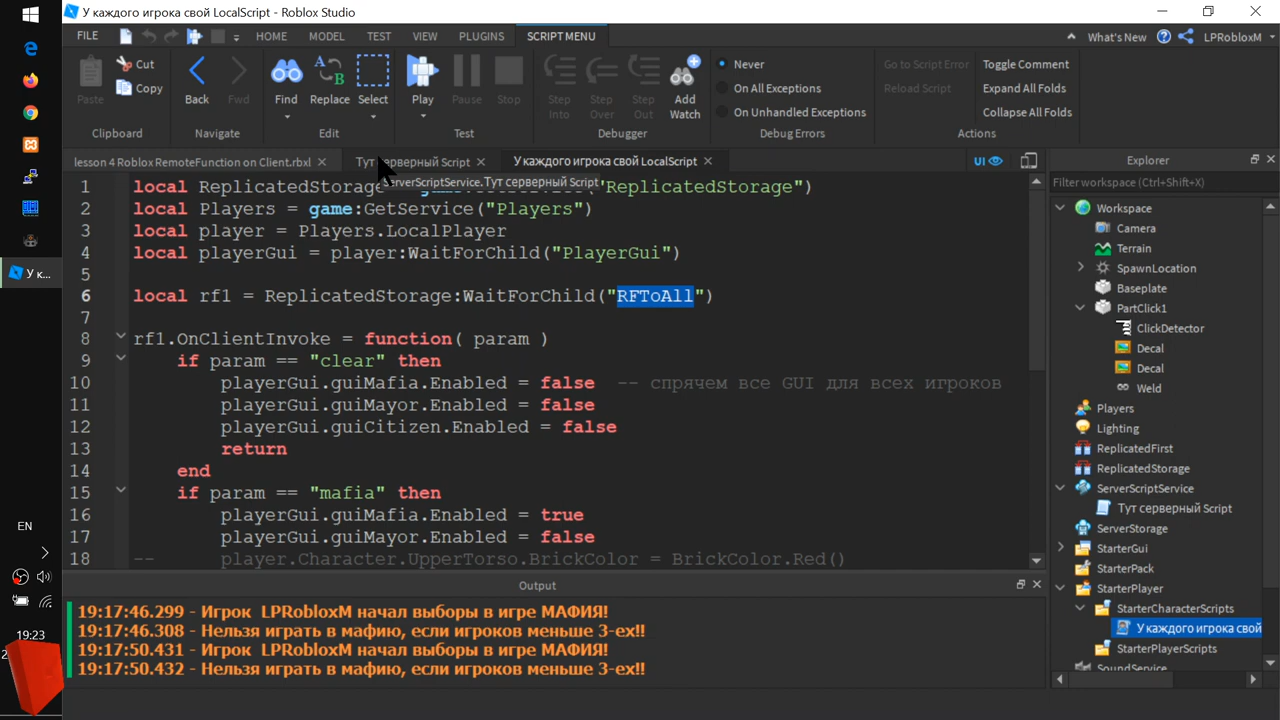 У каждого игрока свой LocalScript - Roblox Studio
FILE HOME MODEL TEST VIEW PLUGINS SCRIPT MENU What's New LPRobloxM
Paste Cut Copy Back Fwd Find Replace Select Play Pause Stop Step Into Step Over Step Out Add Watch
Never
On All Exceptions
On Unhandled Exceptions
Go to Script Error
Reload Script
Toggle Comment
Expand All Folds
Collapse All Folds
Clipboard Navigate Edit Test Debugger Debug Errors Actions
lesson 4 Roblox RemoteFunction on Client.rbxl Тут серверный Script У каждого игрока свой LocalScript UI
ServerScriptService.Тут серверный Script
1 local ReplicatedStorage "ReplicatedStorage")
2 local Players = game:GetService("Players")
3 local player = Players.LocalPlayer
4 local playerGui = player:WaitForChild("PlayerGui")
5
6 local rf1 = ReplicatedStorage:WaitForChild("RFToAll")
7
8 rf1.OnClientInvoke = function( param )
9 if param == "clear" then
10 playerGui.guiMafia.Enabled = false -- спрячем все GUI для всех игроков
11 playerGui.guiMayor.Enabled = false
12 playerGui.guiCitizen.Enabled = false
13 return
14 end
15 if param == "mafia" then
16 playerGui.guiMafia.Enabled = true
17 playerGui.guiMayor.Enabled = false
18 -- player.Character.UpperTorso.BrickColor = BrickColor.Red()
Output
19:17:46.299 - Игрок LPRobloxM начал выборы в игре МАФИЯ!
19:17:46.308 - Нельзя играть в мафию, если игроков меньше 3-ех!!
19:17:50.431 - Игрок LPRobloxM начал выборы в игре МАФИЯ!
19:17:50.432 - Нельзя играть в мафию, если игроков меньше 3-ех!!
Explorer
Filter workspace (Ctrl+Shift+X)
Workspace
Camera
Terrain
SpawnLocation
Baseplate
PartClick1
ClickDetector
Decal
Decal
Weld
Players
Lighting
ReplicatedFirst
ReplicatedStorage
ServerScriptService
Тут серверный Script
ServerStorage
StarterGui
StarterPack
StarterPlayer
StarterCharacterScripts
У каждого игрока свой
StarterPlayerScripts
SoundService
У к...
EN
19:23